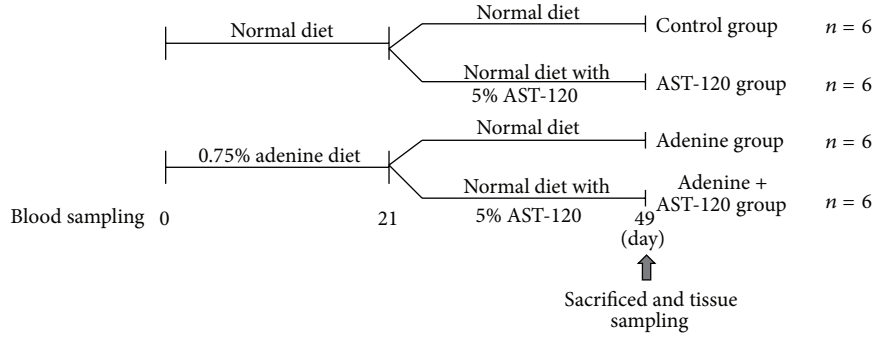 Normal diet
Normal diet
Control group
n = 6
Normal diet with
5% AST-120
AST-120 group
n = 6
0.75% adenine diet
Normal diet
Adenine group
n = 6
Normal diet with
5% AST-120
Adenine +
AST-120 group
n = 6
Blood sampling 0 21 49
(day)
Sacrificed and tissue
sampling